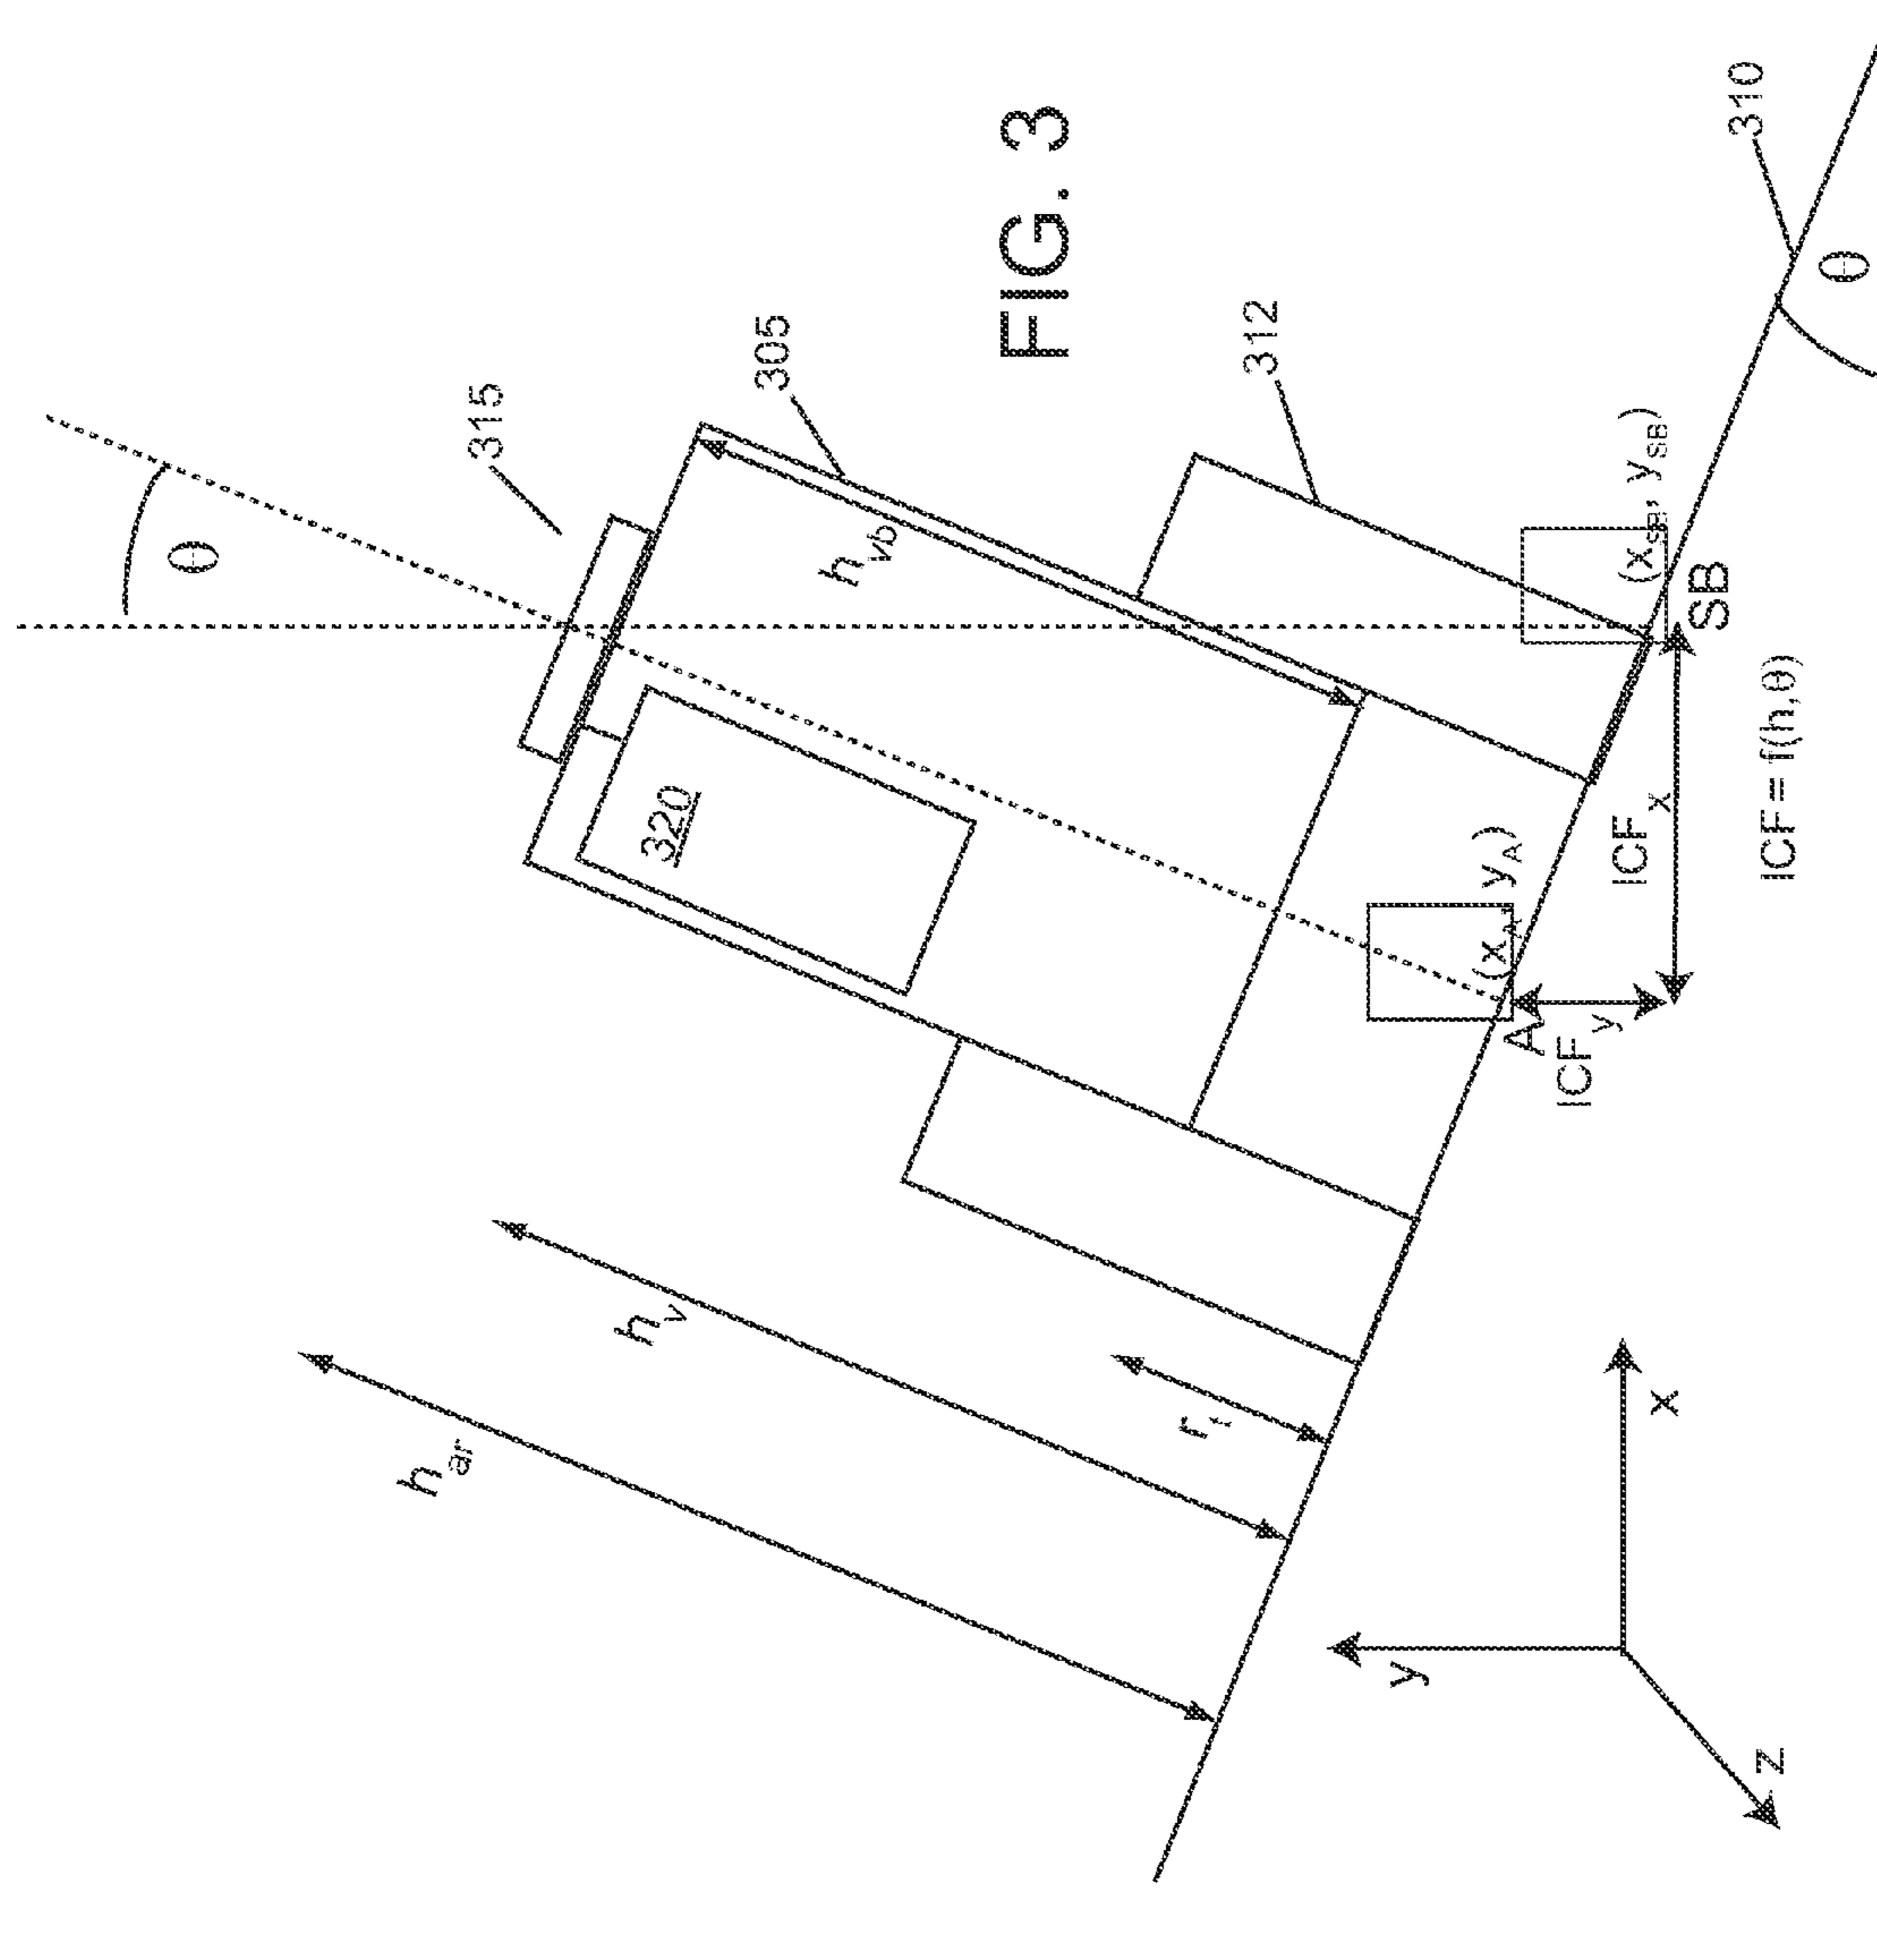 FIG. 3
θ
315
305
h_vb
312
310
θ
320
(x_SB, y_SB)
SB
(x_A, y_A)
A
ICF_x
ICF_y
ICF = f(h,θ)
h_v
h_ar
r_t
y
x
z